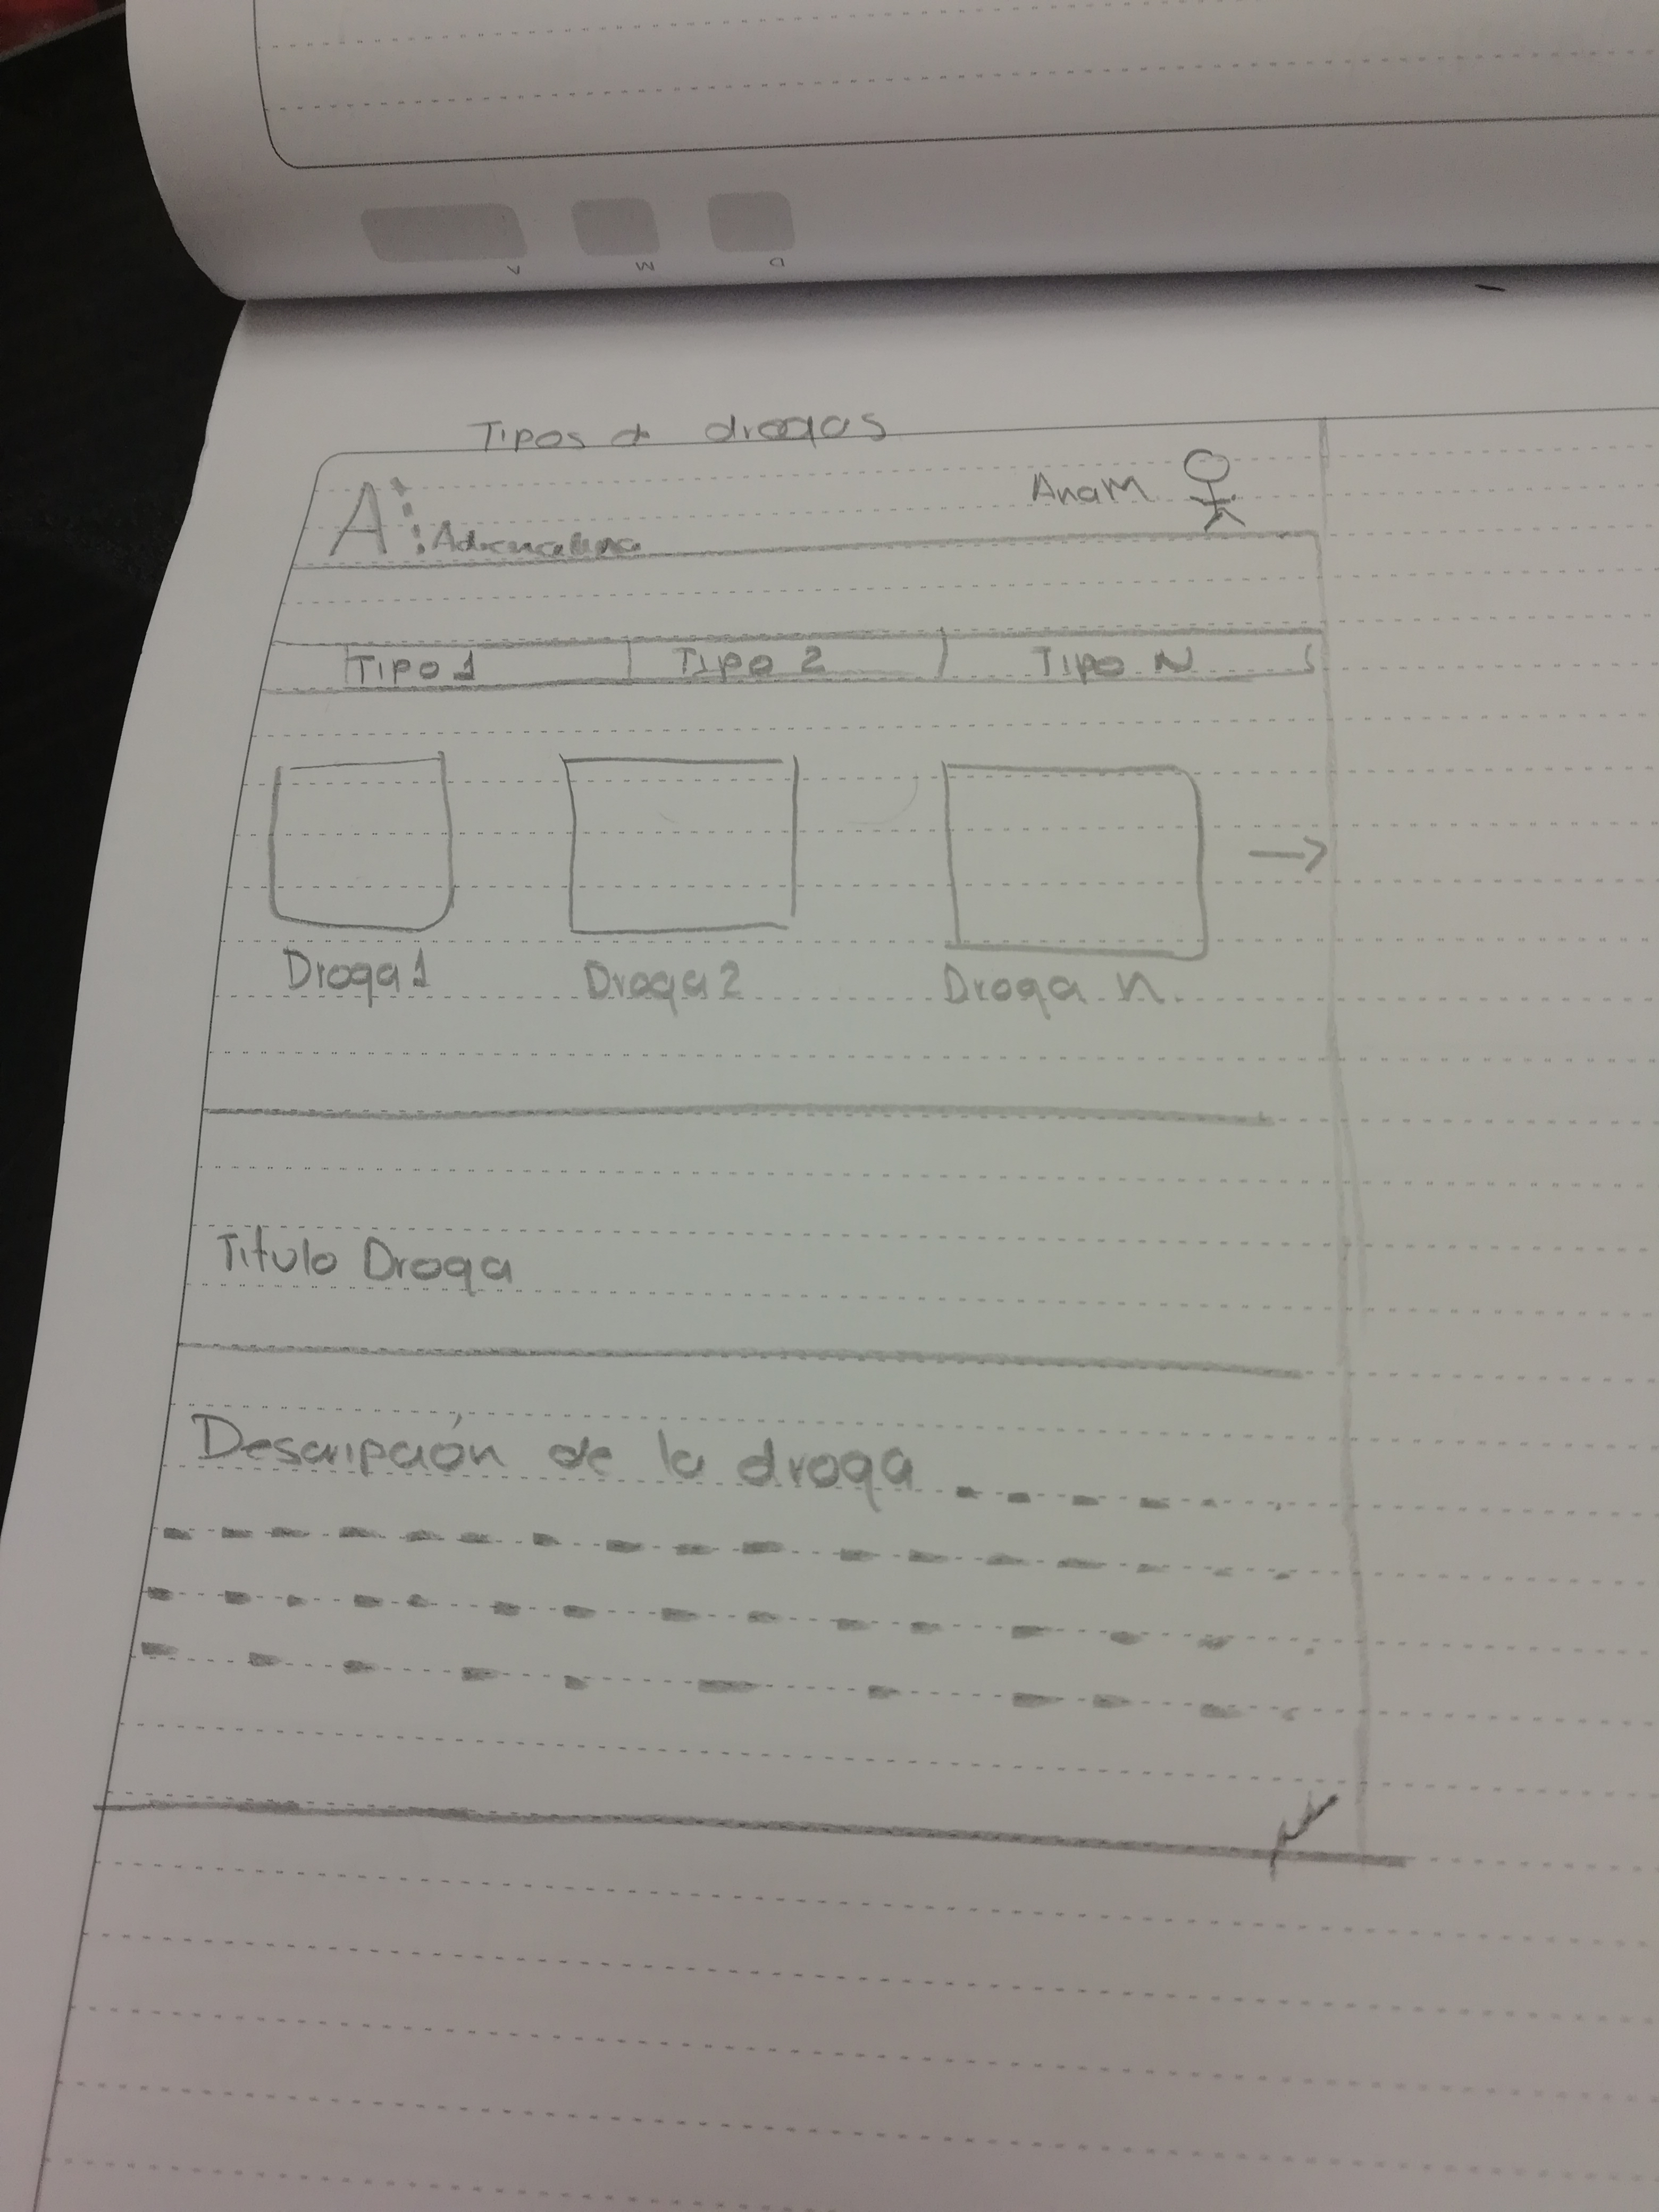 A M D
Tipos de drogas
AnaM
A+: Adrenalina
Tipo 1 Tipo 2 Tipo N
Droga 1 Droga 2 Droga n
Titulo Droga
Descripción de la droga